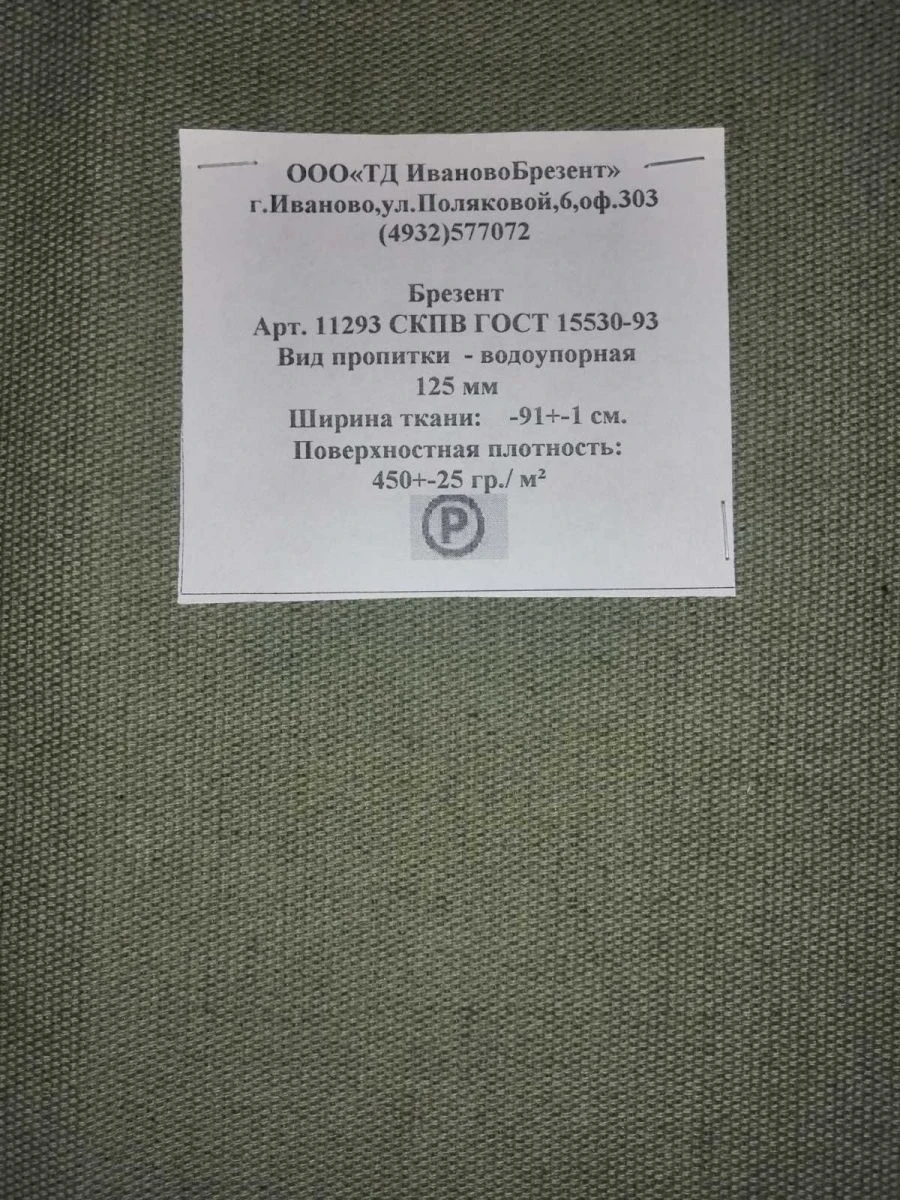 ООО«ТД ИвановоБрезент»
г.Иваново,ул.Поляковой,6,оф.303
(4932)577072
Брезент
Арт. 11293 СКПВ ГОСТ 15530-93
Вид пропитки - водоупорная
125 мм
Ширина ткани: -91+-1 см.
Поверхностная плотность:
450+-25 гр./ м²
Р